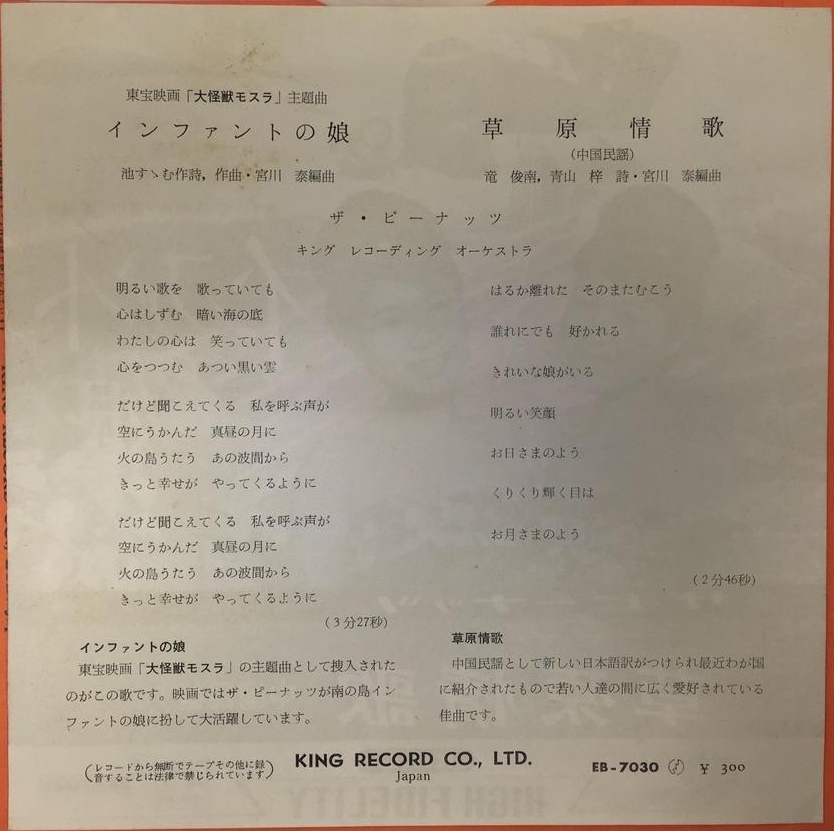 東宝映画「大怪獣モスラ」主題曲
インファントの娘
池すゝむ作詩，作曲・宮川　泰編曲
草　原　情　歌
（中国民謡）
竜　俊南，青山　梓　詩・宮川　泰編曲
ザ・ピーナッツ
キング　レコーディング　オーケストラ
明るい歌を　歌っていても
心はしずむ　暗い海の底
わたしの心は　笑っていても
心をつつむ　あつい黒い雲
だけど聞こえてくる　私を呼ぶ声が
空にうかんだ　真昼の月に
火の島うたう　あの波間から
きっと幸せが　やってくるように
だけど聞こえてくる　私を呼ぶ声が
空にうかんだ　真昼の月に
火の島うたう　あの波間から
きっと幸せが　やってくるように
（３分27秒）
はるか離れた　そのまたむこう
誰れにでも　好かれる
きれいな娘がいる
明るい笑顔
お日さまのよう
くりくり輝く目は
お月さまのよう
（２分46秒）
インファントの娘
東宝映画「大怪獣モスラ」の主題曲として挿入された
のがこの歌です。映画ではザ・ピーナッツが南の島イン
ファントの娘に扮して大活躍しています。
草原情歌
中国民謡として新しい日本語訳がつけられ最近わが国
に紹介されたもので若い人達の間に広く愛好されている
佳曲です。
（レコードから無断でテープその他に録
音することは法律で禁じられています）
KING RECORD CO., LTD.
Japan
EB-7030 ￥ 300